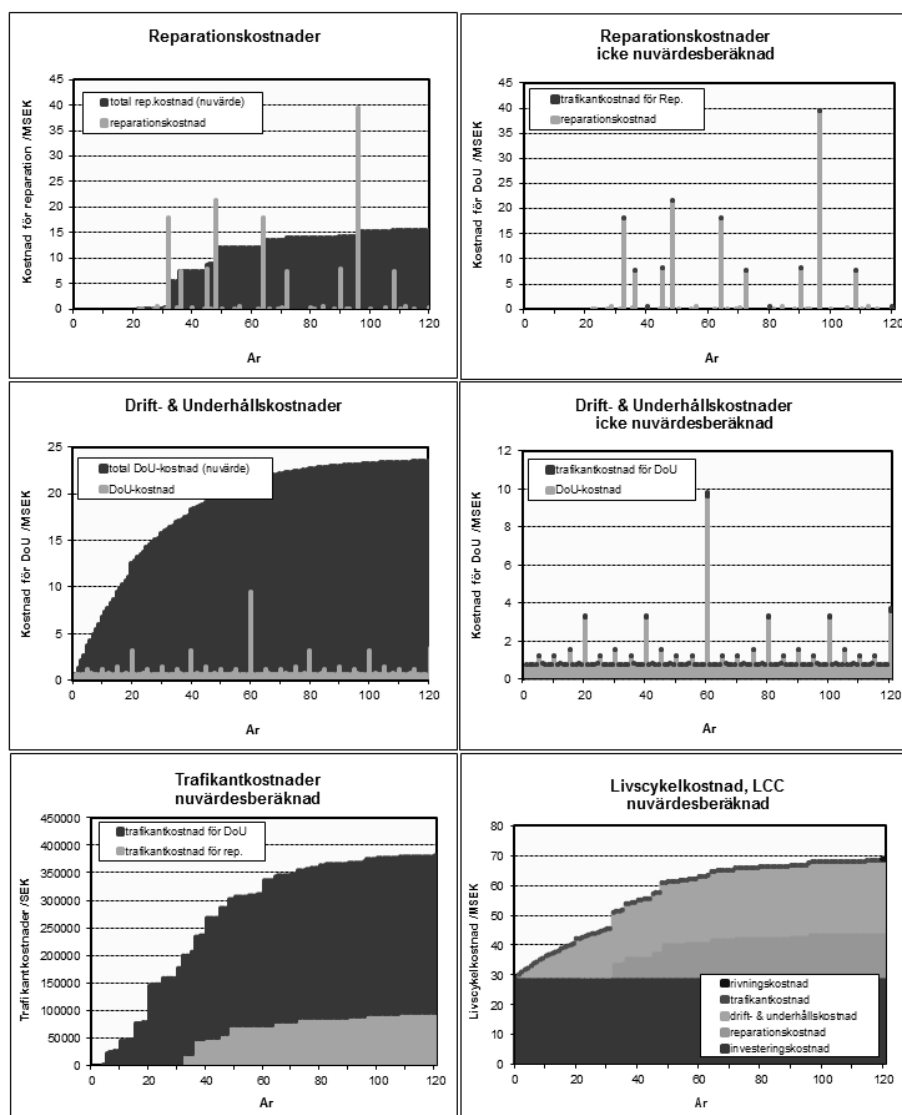 Reparationskostnader
Kostnad för reparation /MSEK
45
40
35
30
25
20
15
10
5
0
total rep.kostnad (nuvärde)
reparationskostnad
0 20 40 60 80 100 120
Ar
Reparationskostnader
icke nuvärdesberäknad
Kostnad för DoU /MSEK
45
40
35
30
25
20
15
10
5
0
trafikantkostnad för Rep.
reparationskostnad
0 20 40 60 80 100 120
Ar
Drift- & Underhållskostnader
Kostnad för DoU /MSEK
25
20
15
10
5
0
total DoU-kostnad (nuvärde)
DoU-kostnad
0 20 40 60 80 100 120
Ar
Drift- & Underhållskostnader
icke nuvärdesberäknad
Kostnad för DoU /MSEK
12
10
8
6
4
2
0
trafikantkostnad för DoU
DoU-kostnad
0 20 40 60 80 100 120
Ar
Trafikantkostnader
nuvärdesberäknad
Trafikantkostnader /SEK
450000
400000
350000
300000
250000
200000
150000
100000
50000
0
trafikantkostnad för DoU
trafikantkostnad för rep.
0 20 40 60 80 100 120
Ar
Livscykelkostnad, LCC
nuvärdesberäknad
Livscykelkostnad /MSEK
80
70
60
50
40
30
20
10
0
rivningskostnad
trafikantkostnad
drift- & underhållskostnad
reparationskostnad
investeringskostnad
0 20 40 60 80 100 120
Ar